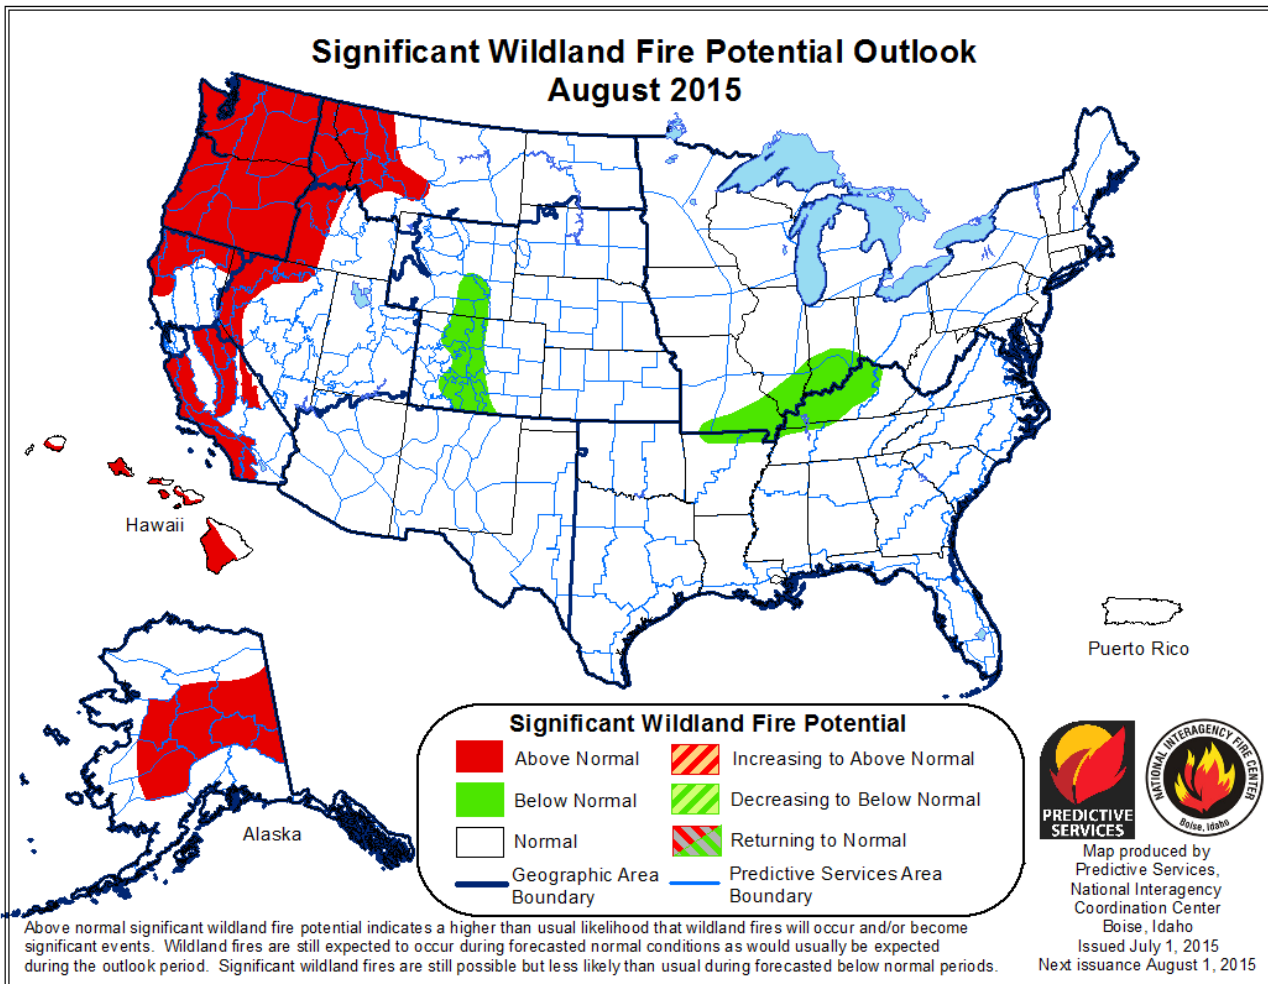 Significant Wildland Fire Potential Outlook
August 2015
Hawaii
Alaska
Puerto Rico
Significant Wildland Fire Potential
Above Normal
Increasing to Above Normal
Below Normal
Decreasing to Below Normal
Normal
Returning to Normal
Geographic Area
Boundary
Predictive Services Area
Boundary
PREDICTIVE
SERVICES
NATIONAL INTERAGENCY FIRE CENTER
Boise, Idaho
Map produced by
Predictive Services,
National Interagency
Coordination Center
Boise, Idaho
Issued July 1, 2015
Next issuance August 1, 2015
Above normal significant wildland fire potential indicates a higher than usual likelihood that wildland fires will occur and/or become
significant events.  Wildland fires are still expected to occur during forecasted normal conditions as would usually be expected
during the outlook period.  Significant wildland fires are still possible but less likely than usual during forecasted below normal periods.